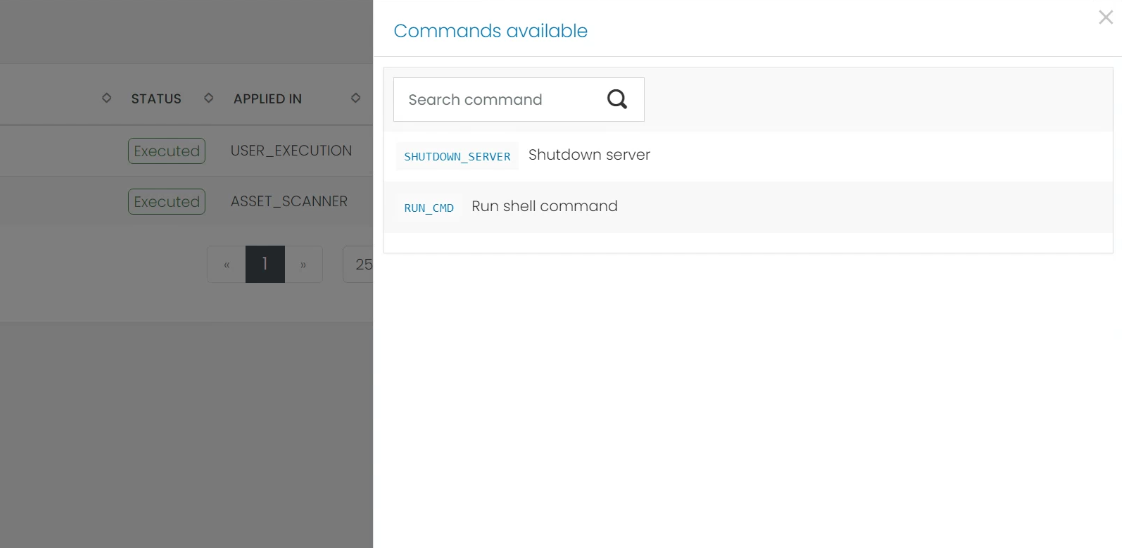 Commands available
×
STATUS
APPLIED IN
Search command
Executed
USER_EXECUTION
SHUTDOWN_SERVER Shutdown server
Executed
ASSET_SCANNER
RUN_CMD Run shell command
« 1 » 25